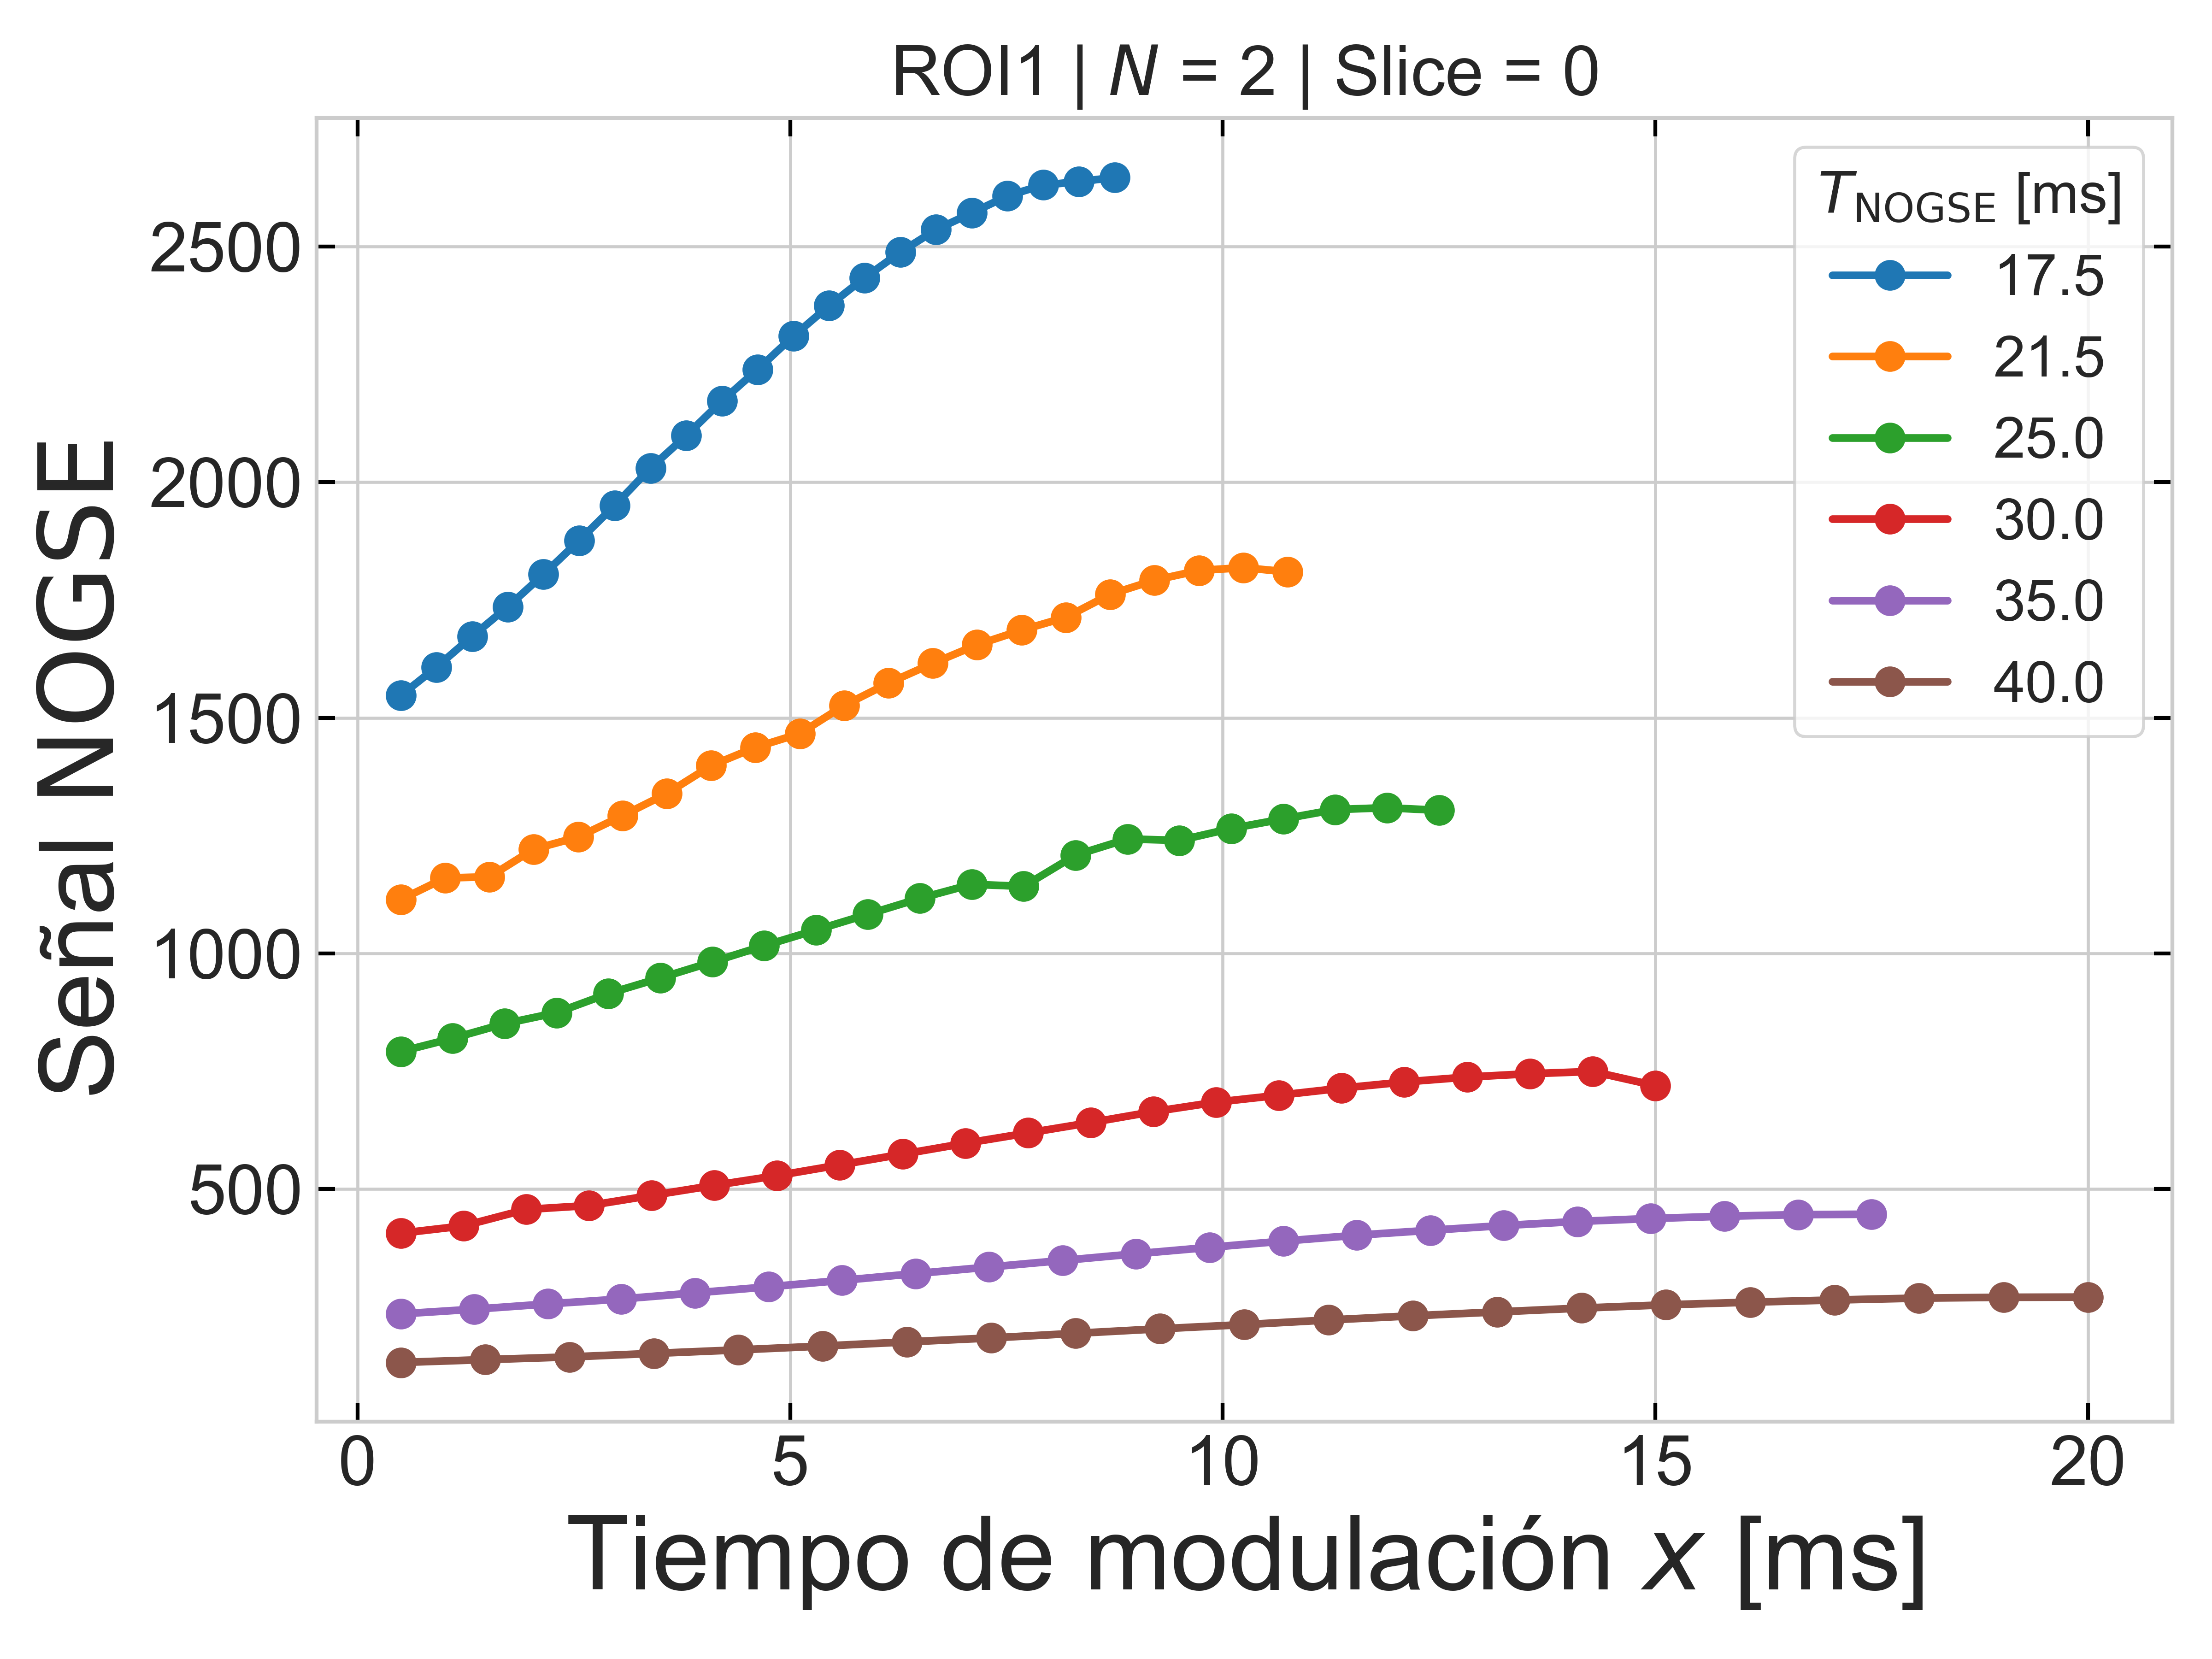 ROI1 | N = 2 | Slice = 0
Señal NOGSE
2500
2000
1500
1000
500
T_NOGSE [ms]
17.5
21.5
25.0
30.0
35.0
40.0
0 5 10 15 20
Tiempo de modulación x [ms]